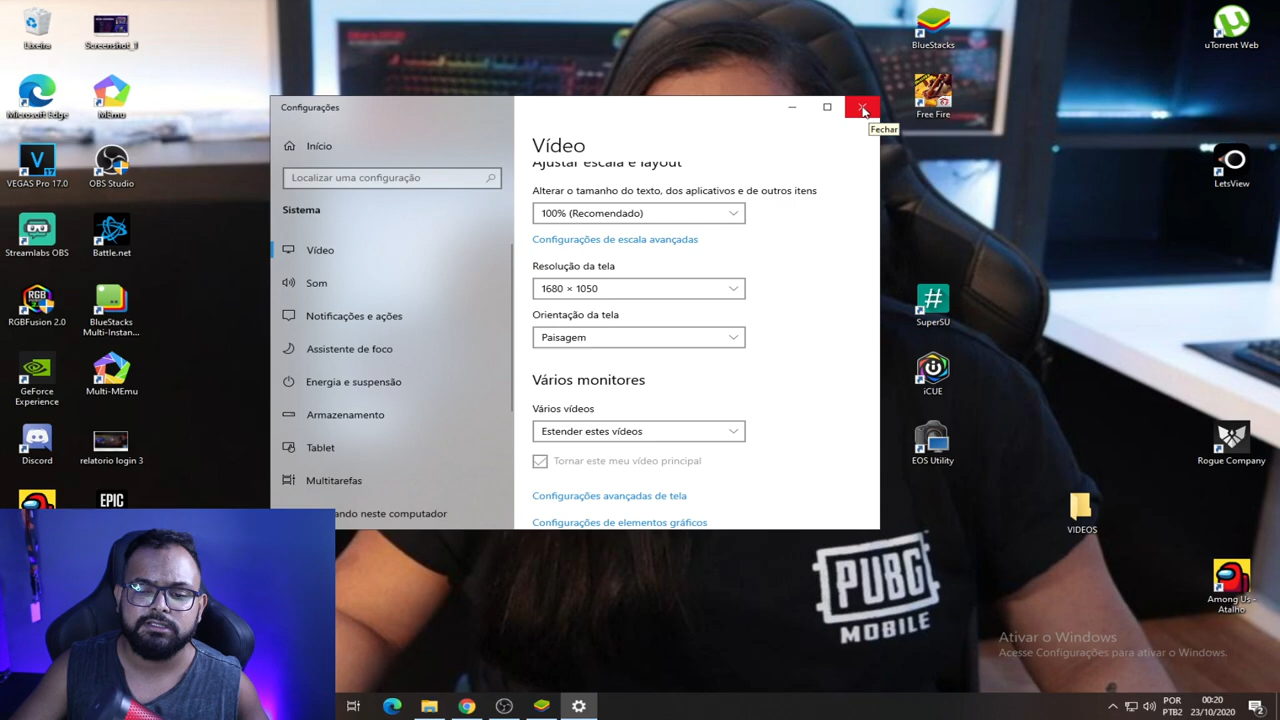 Lixeira
Screenshot_1
Microsoft Edge
MEmu
VEGAS Pro 17.0
OBS Studio
Streamlabs OBS
Battle.net
RGBFusion 2.0
BlueStacks
Multi-Instan...
GeForce
Experience
Multi-MEmu
Discord
relatorio login 3
EPIC
Configurações
Fechar
Início
Localizar uma configuração
Sistema
Vídeo
Som
Notificações e ações
Assistente de foco
Energia e suspensão
Armazenamento
Tablet
Multitarefas
ando neste computador
Vídeo
Ajustar escala e layout
Alterar o tamanho do texto, dos aplicativos e de outros itens
100% (Recomendado)
Configurações de escala avançadas
Resolução da tela
1680 × 1050
Orientação da tela
Paisagem
Vários monitores
Vários vídeos
Estender estes vídeos
Tornar este meu vídeo principal
Configurações avançadas de tela
Configurações de elementos gráficos
BlueStacks
Free Fire
SuperSU
iCUE
EOS Utility
uTorrent Web
LetsView
Rogue Company
VIDEOS
Among Us -
Atalho
PUBG
MOBILE
Ativar o Windows
Acesse Configurações para ativar o Windows.
POR
PTB2
00:20
23/10/2020
2